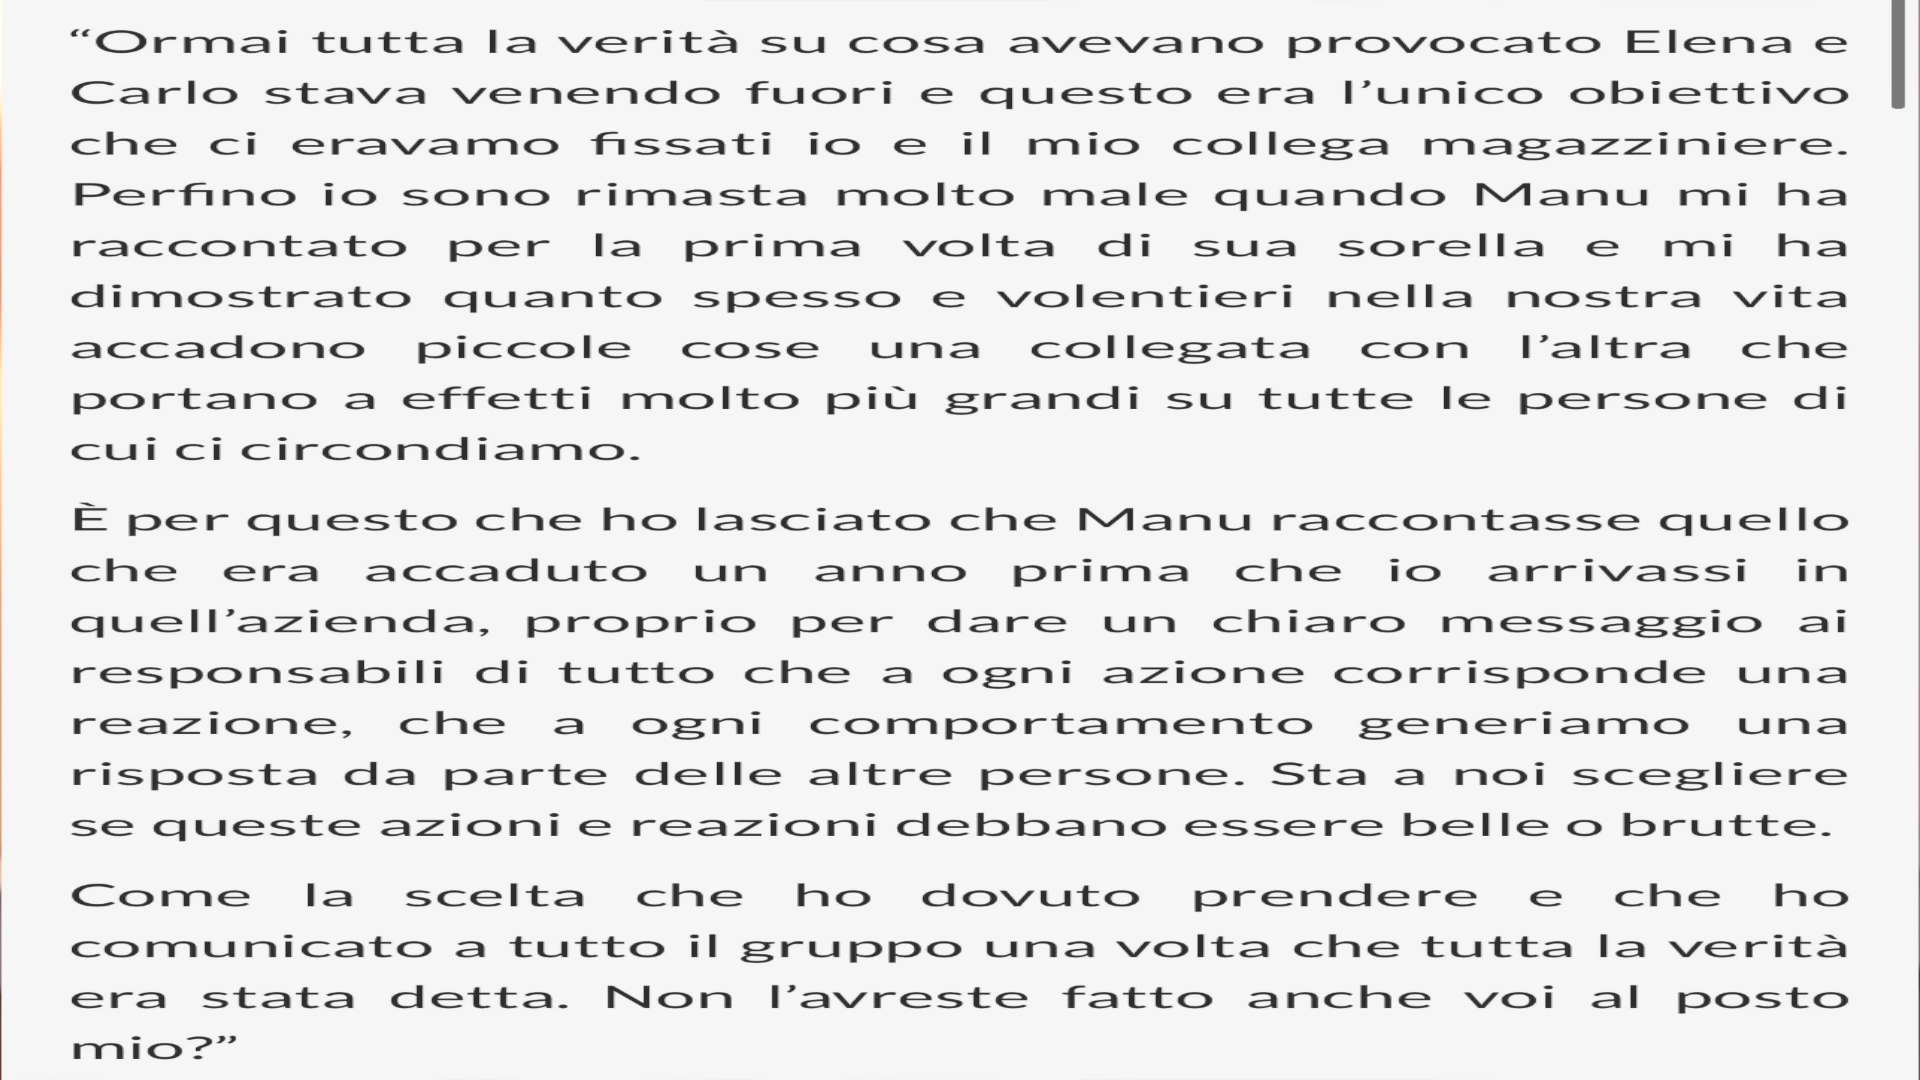 “Ormai tutta la verità su cosa avevano provocato Elena e
Carlo stava venendo fuori e questo era l’unico obiettivo
che ci eravamo fissati io e il mio collega magazziniere.
Perfino io sono rimasta molto male quando Manu mi ha
raccontato per la prima volta di sua sorella e mi ha
dimostrato quanto spesso e volentieri nella nostra vita
accadono piccole cose una collegata con l’altra che
portano a effetti molto più grandi su tutte le persone di
cui ci circondiamo.
È per questo che ho lasciato che Manu raccontasse quello
che era accaduto un anno prima che io arrivassi in
quell’azienda, proprio per dare un chiaro messaggio ai
responsabili di tutto che a ogni azione corrisponde una
reazione, che a ogni comportamento generiamo una
risposta da parte delle altre persone. Sta a noi scegliere
se queste azioni e reazioni debbano essere belle o brutte.
Come la scelta che ho dovuto prendere e che ho
comunicato a tutto il gruppo una volta che tutta la verità
era stata detta. Non l’avreste fatto anche voi al posto
mio?”